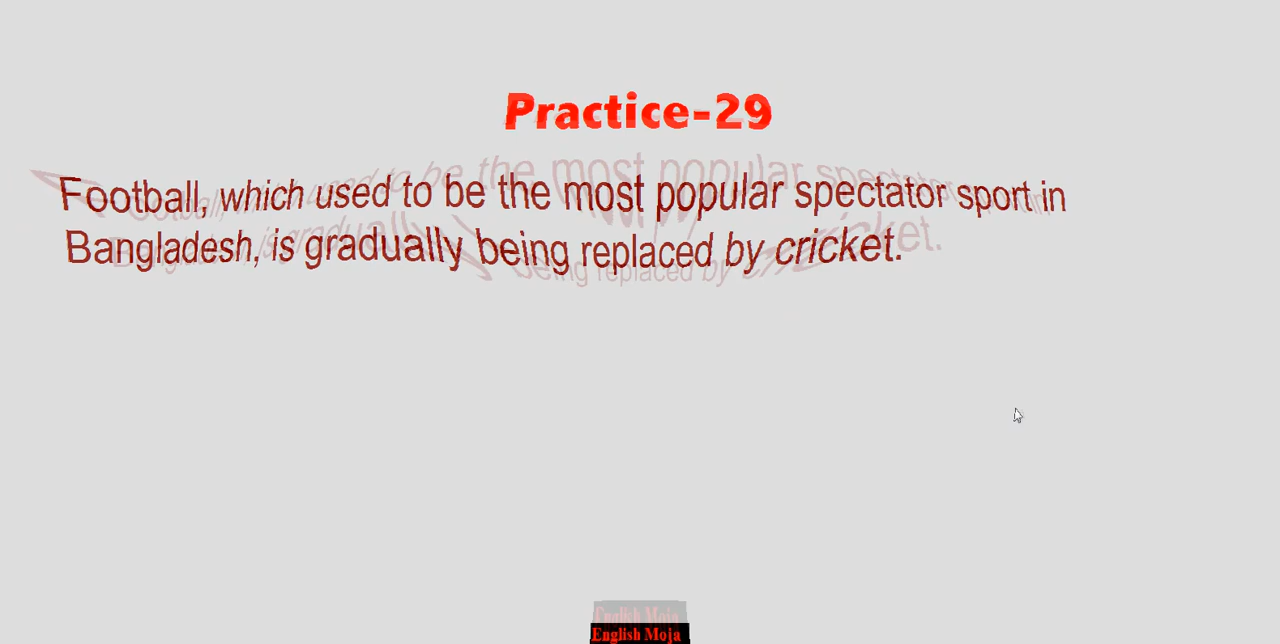 Practice-29
Football, which used to be the most popular spectator sport in
Bangladesh, is gradually being replaced by cricket.
English Moja